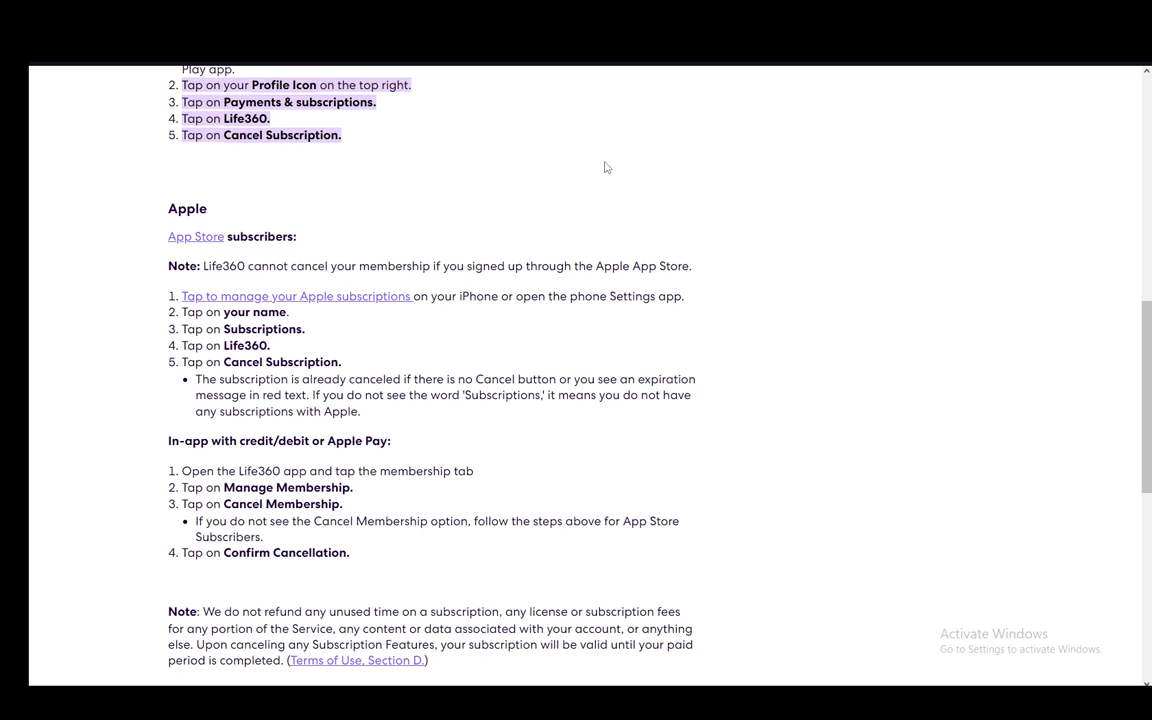 Play app.
2. Tap on your Profile Icon on the top right.
3. Tap on Payments & subscriptions.
4. Tap on Life360.
5. Tap on Cancel Subscription.
Apple
App Store subscribers:
Note: Life360 cannot cancel your membership if you signed up through the Apple App Store.
1. Tap to manage your Apple subscriptions on your iPhone or open the phone Settings app.
2. Tap on your name.
3. Tap on Subscriptions.
4. Tap on Life360.
5. Tap on Cancel Subscription.
• The subscription is already canceled if there is no Cancel button or you see an expiration
message in red text. If you do not see the word 'Subscriptions,' it means you do not have
any subscriptions with Apple.
In-app with credit/debit or Apple Pay:
1. Open the Life360 app and tap the membership tab
2. Tap on Manage Membership.
3. Tap on Cancel Membership.
• If you do not see the Cancel Membership option, follow the steps above for App Store
Subscribers.
4. Tap on Confirm Cancellation.
Note: We do not refund any unused time on a subscription, any license or subscription fees
for any portion of the Service, any content or data associated with your account, or anything
else. Upon canceling any Subscription Features, your subscription will be valid until your paid
period is completed. (Terms of Use, Section D.)
Activate Windows
Go to Settings to activate Windows.